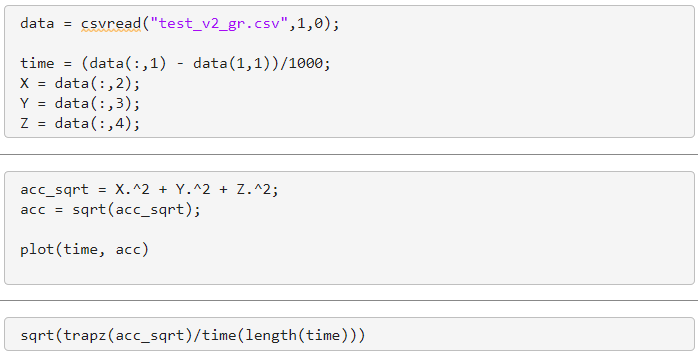 data = csvread("test_v2_gr.csv",1,0);
time = (data(:,1) - data(1,1))/1000;
X = data(:,2);
Y = data(:,3);
Z = data(:,4);
acc_sqrt = X.^2 + Y.^2 + Z.^2;
acc = sqrt(acc_sqrt);
plot(time, acc)
sqrt(trapz(acc_sqrt)/time(length(time)))